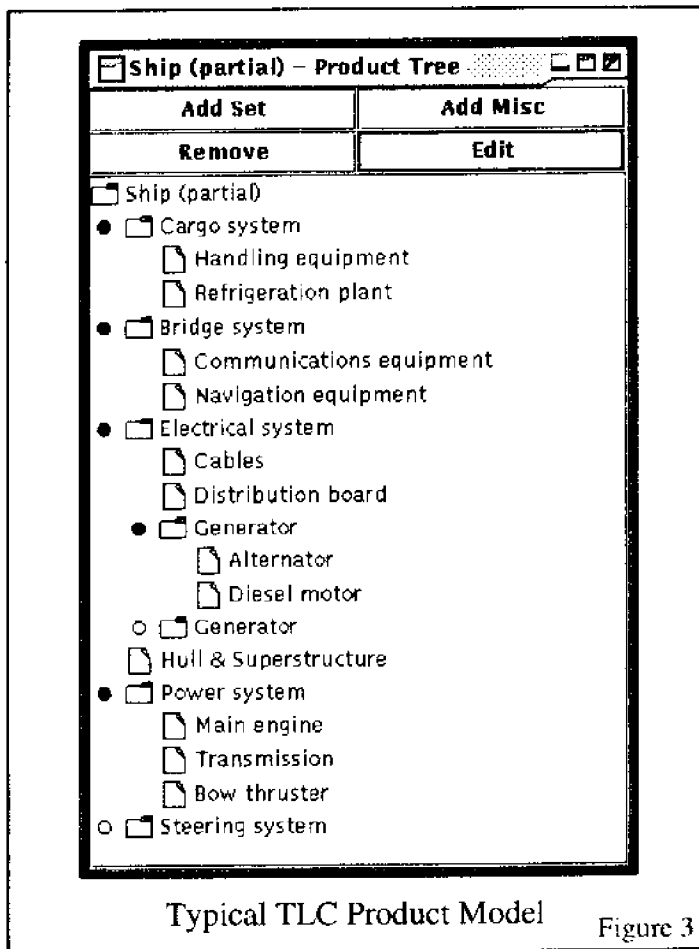 Ship (partial) – Product Tree
Add Set Add Misc
Remove Edit
Ship (partial)
Cargo system
Handling equipment
Refrigeration plant
Bridge system
Communications equipment
Navigation equipment
Electrical system
Cables
Distribution board
Generator
Alternator
Diesel motor
Generator
Hull & Superstructure
Power system
Main engine
Transmission
Bow thruster
Steering system
Typical TLC Product Model
Figure 3